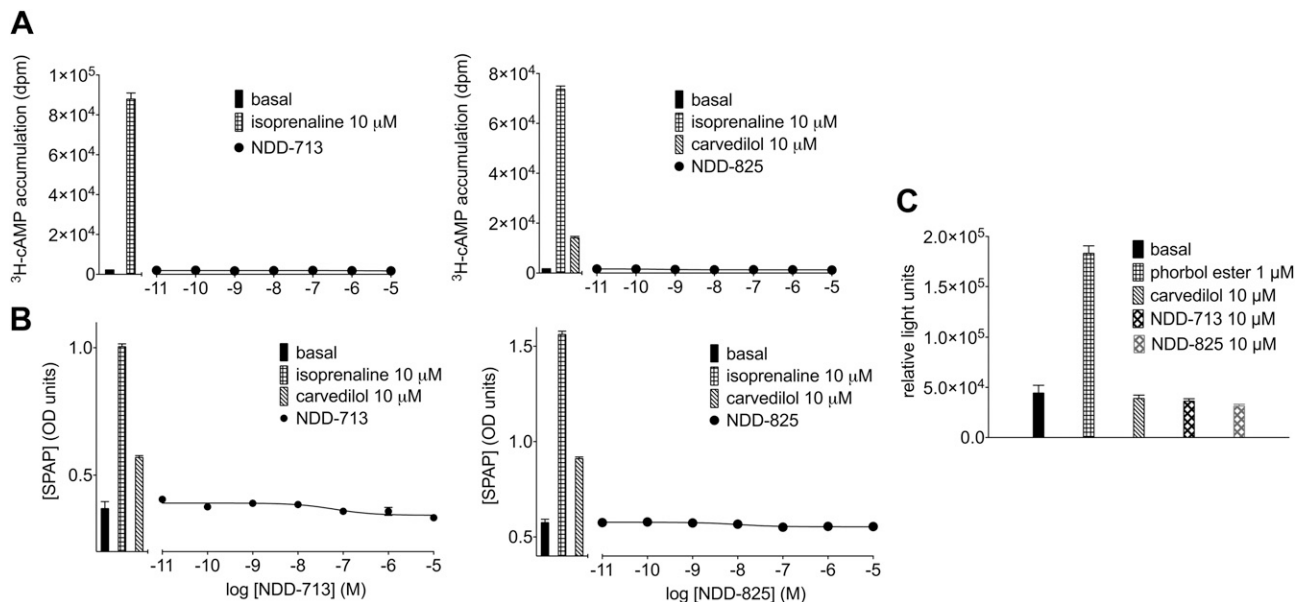 A
³H-cAMP accumulation (dpm)
1×10⁵
8×10⁴
6×10⁴
4×10⁴
2×10⁴
0
basal
isoprenaline 10 μM
NDD-713
-11 -10 -9 -8 -7 -6 -5
³H-cAMP accumulation (dpm)
8×10⁴
6×10⁴
4×10⁴
2×10⁴
0
basal
isoprenaline 10 μM
carvedilol 10 μM
NDD-825
-11 -10 -9 -8 -7 -6 -5
B
[SPAP] (OD units)
1.0
0.5
basal
isoprenaline 10 μM
carvedilol 10 μM
NDD-713
-11 -10 -9 -8 -7 -6 -5
log [NDD-713] (M)
[SPAP] (OD units)
1.5
1.0
0.5
basal
isoprenaline 10 μM
carvedilol 10 μM
NDD-825
-11 -10 -9 -8 -7 -6 -5
log [NDD-825] (M)
C
relative light units
2.0×10⁵
1.5×10⁵
1.0×10⁵
5.0×10⁴
0.0
basal
phorbol ester 1 μM
carvedilol 10 μM
NDD-713 10 μM
NDD-825 10 μM